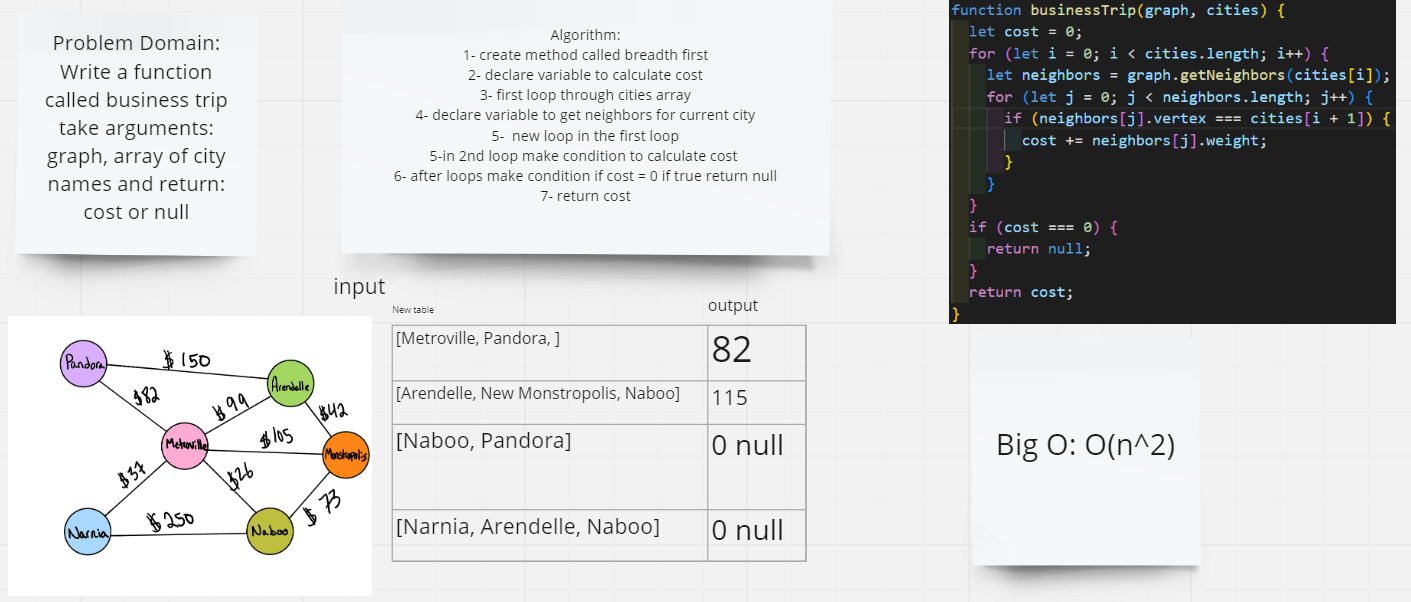 Problem Domain:
Write a function
called business trip
take arguments:
graph, array of city
names and return:
cost or null
Algorithm:
1- create method called breadth first
2- declare variable to calculate cost
3- first loop through cities array
4- declare variable to get neighbors for current city
5-  new loop in the first loop
5-in 2nd loop make condition to calculate cost
6- after loops make condition if cost = 0 if true return null
7- return cost
function businessTrip(graph, cities) {
  let cost = 0;
  for (let i = 0; i < cities.length; i++) {
    let neighbors = graph.getNeighbors(cities[i]);
    for (let j = 0; j < neighbors.length; j++) {
      if (neighbors[j].vertex === cities[i + 1]) {
        cost += neighbors[j].weight;
      }
    }
  }
  if (cost === 0) {
    return null;
  }
  return cost;
}
input
New table
output
[Metroville, Pandora, ]
82
[Arendelle, New Monstropolis, Naboo]
115
[Naboo, Pandora]
0 null
[Narnia, Arendelle, Naboo]
0 null
Pandora
$150
Arendelle
$82
$99
$42
Metroville
$105
Monstropolis
$37
$26
$73
Narnia
$250
Naboo
Big O: O(n^2)